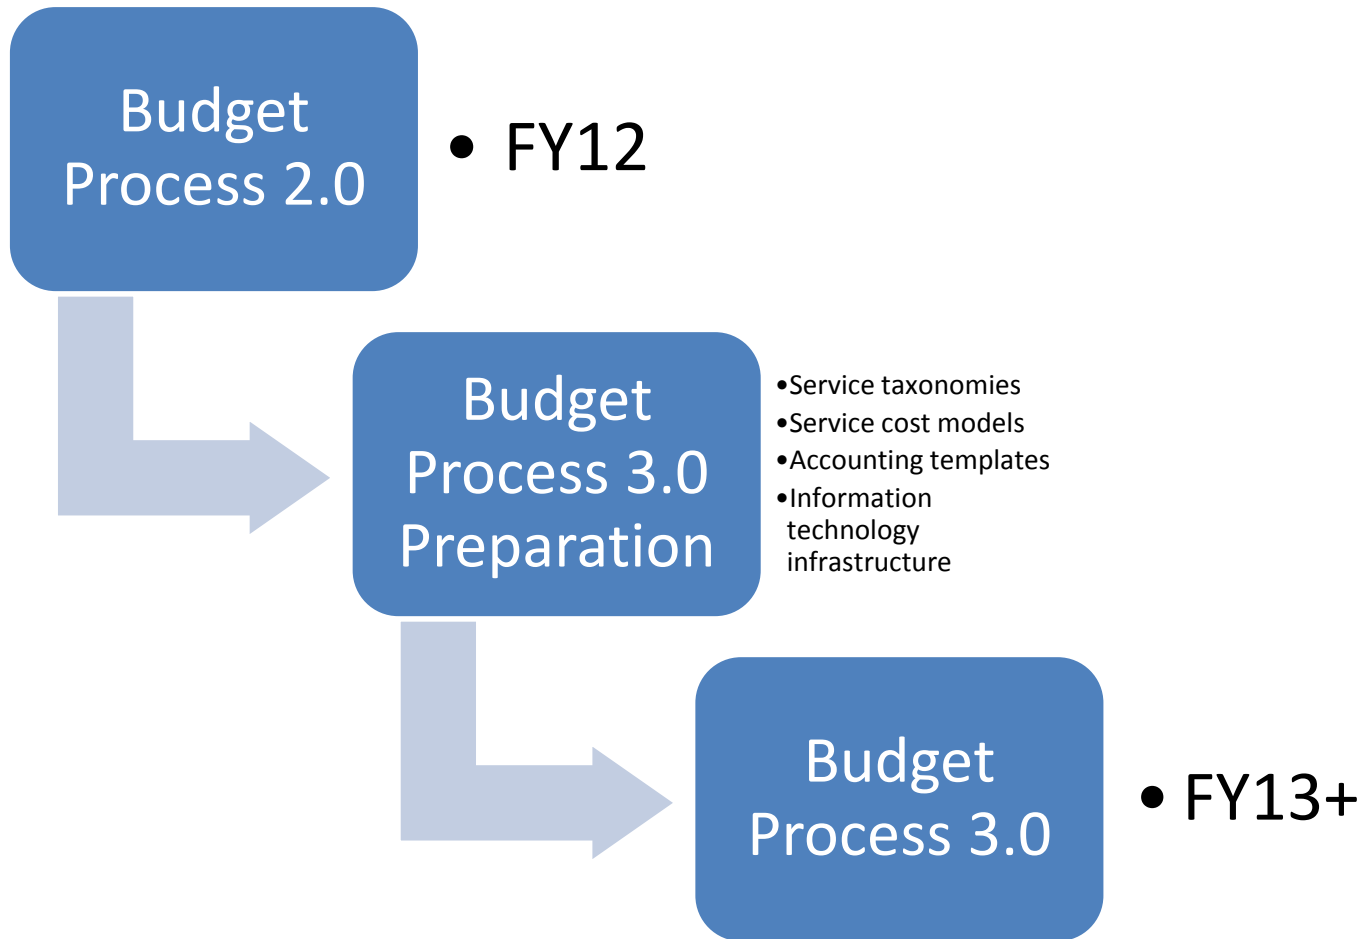 Budget
Process 2.0
• FY12
Budget
Process 3.0
Preparation
•Service taxonomies
•Service cost models
•Accounting templates
•Information
technology
infrastructure
Budget
Process 3.0
• FY13+